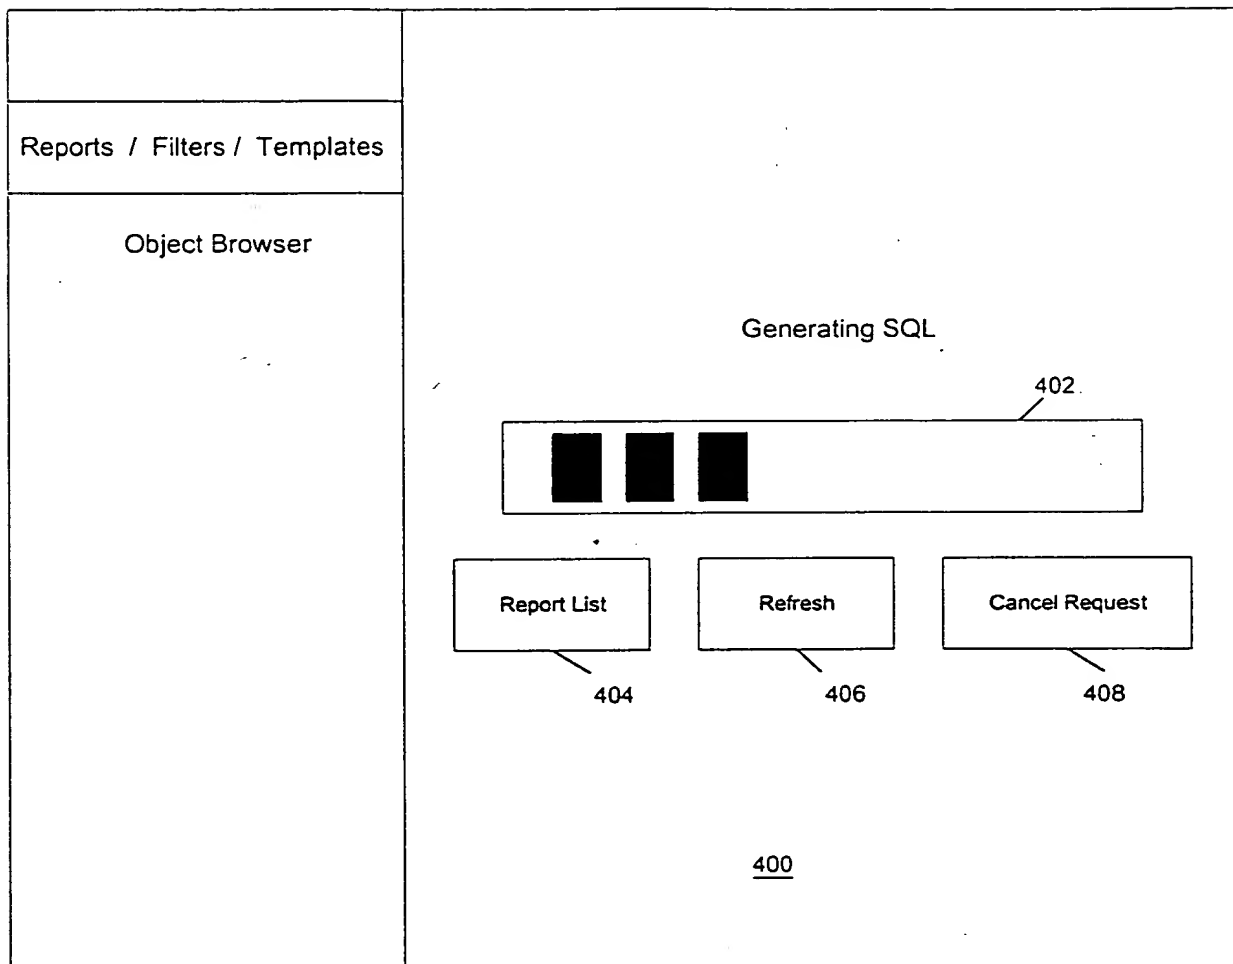 Reports / Filters / Templates
Object Browser
Generating SQL
402
Report List
Refresh
Cancel Request
404
406
408
400